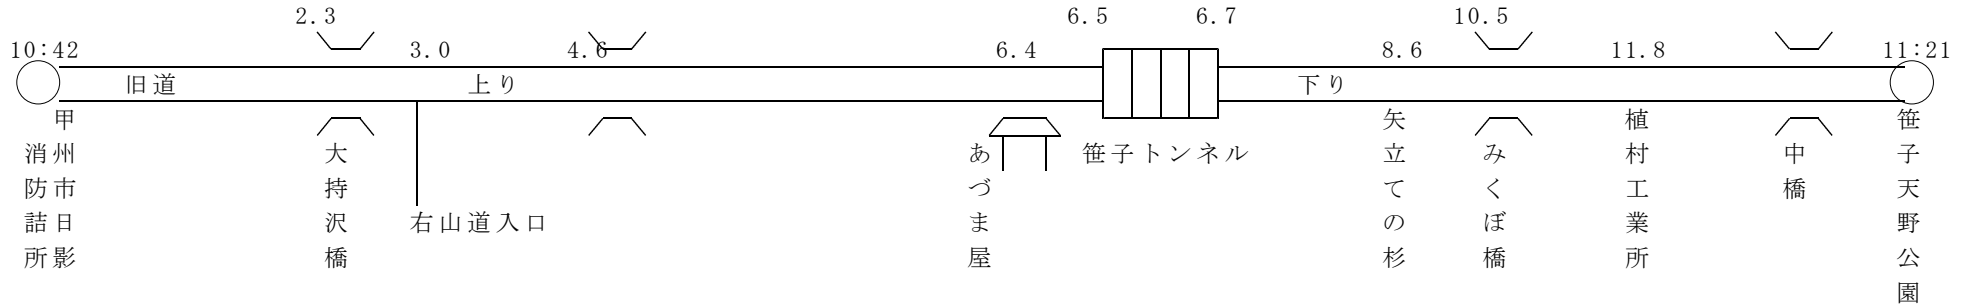 2.3
6.5
6.7
10.5
10:42
3.0
4.6
6.4
8.6
11.8
11:21
旧道
上り
下り
甲州市日影
消防詰所
大持沢橋
右山道入口
あづま屋
笹子トンネル
矢立ての杉
みくぼ橋
植村工業所
中橋
笹子天野公園